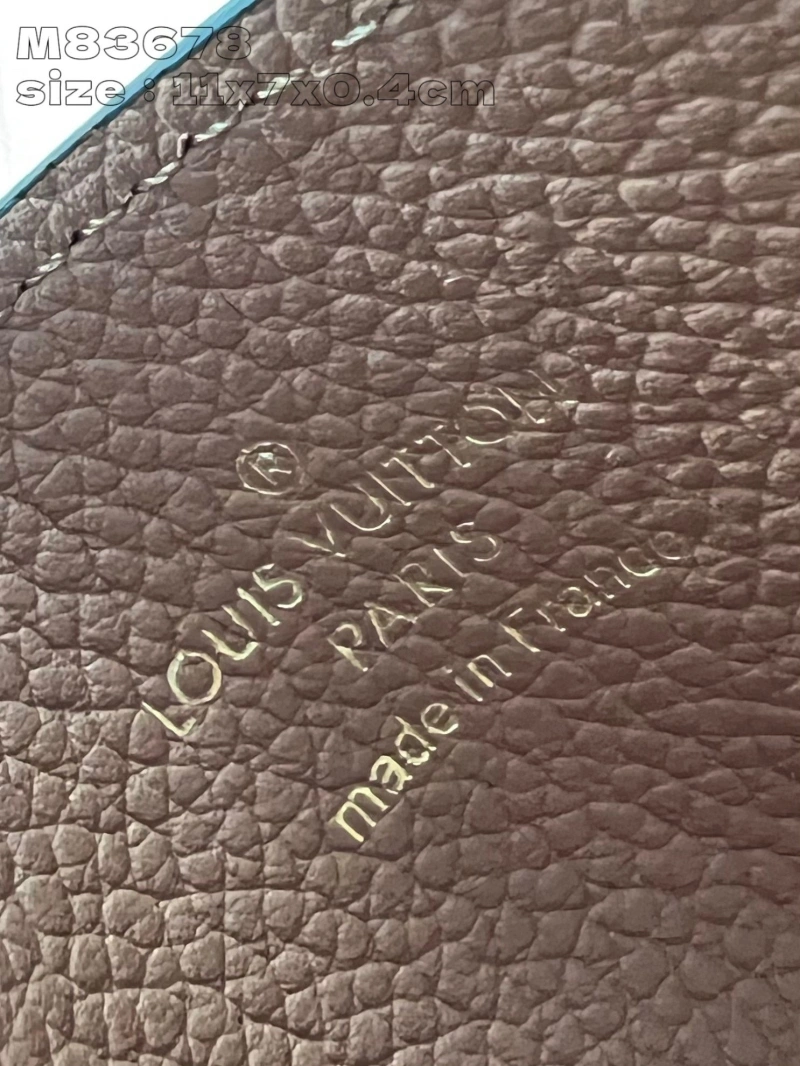 M83678
size : 11x7x0.4cm
®
LOUIS VUITTON
PARIS
made in France